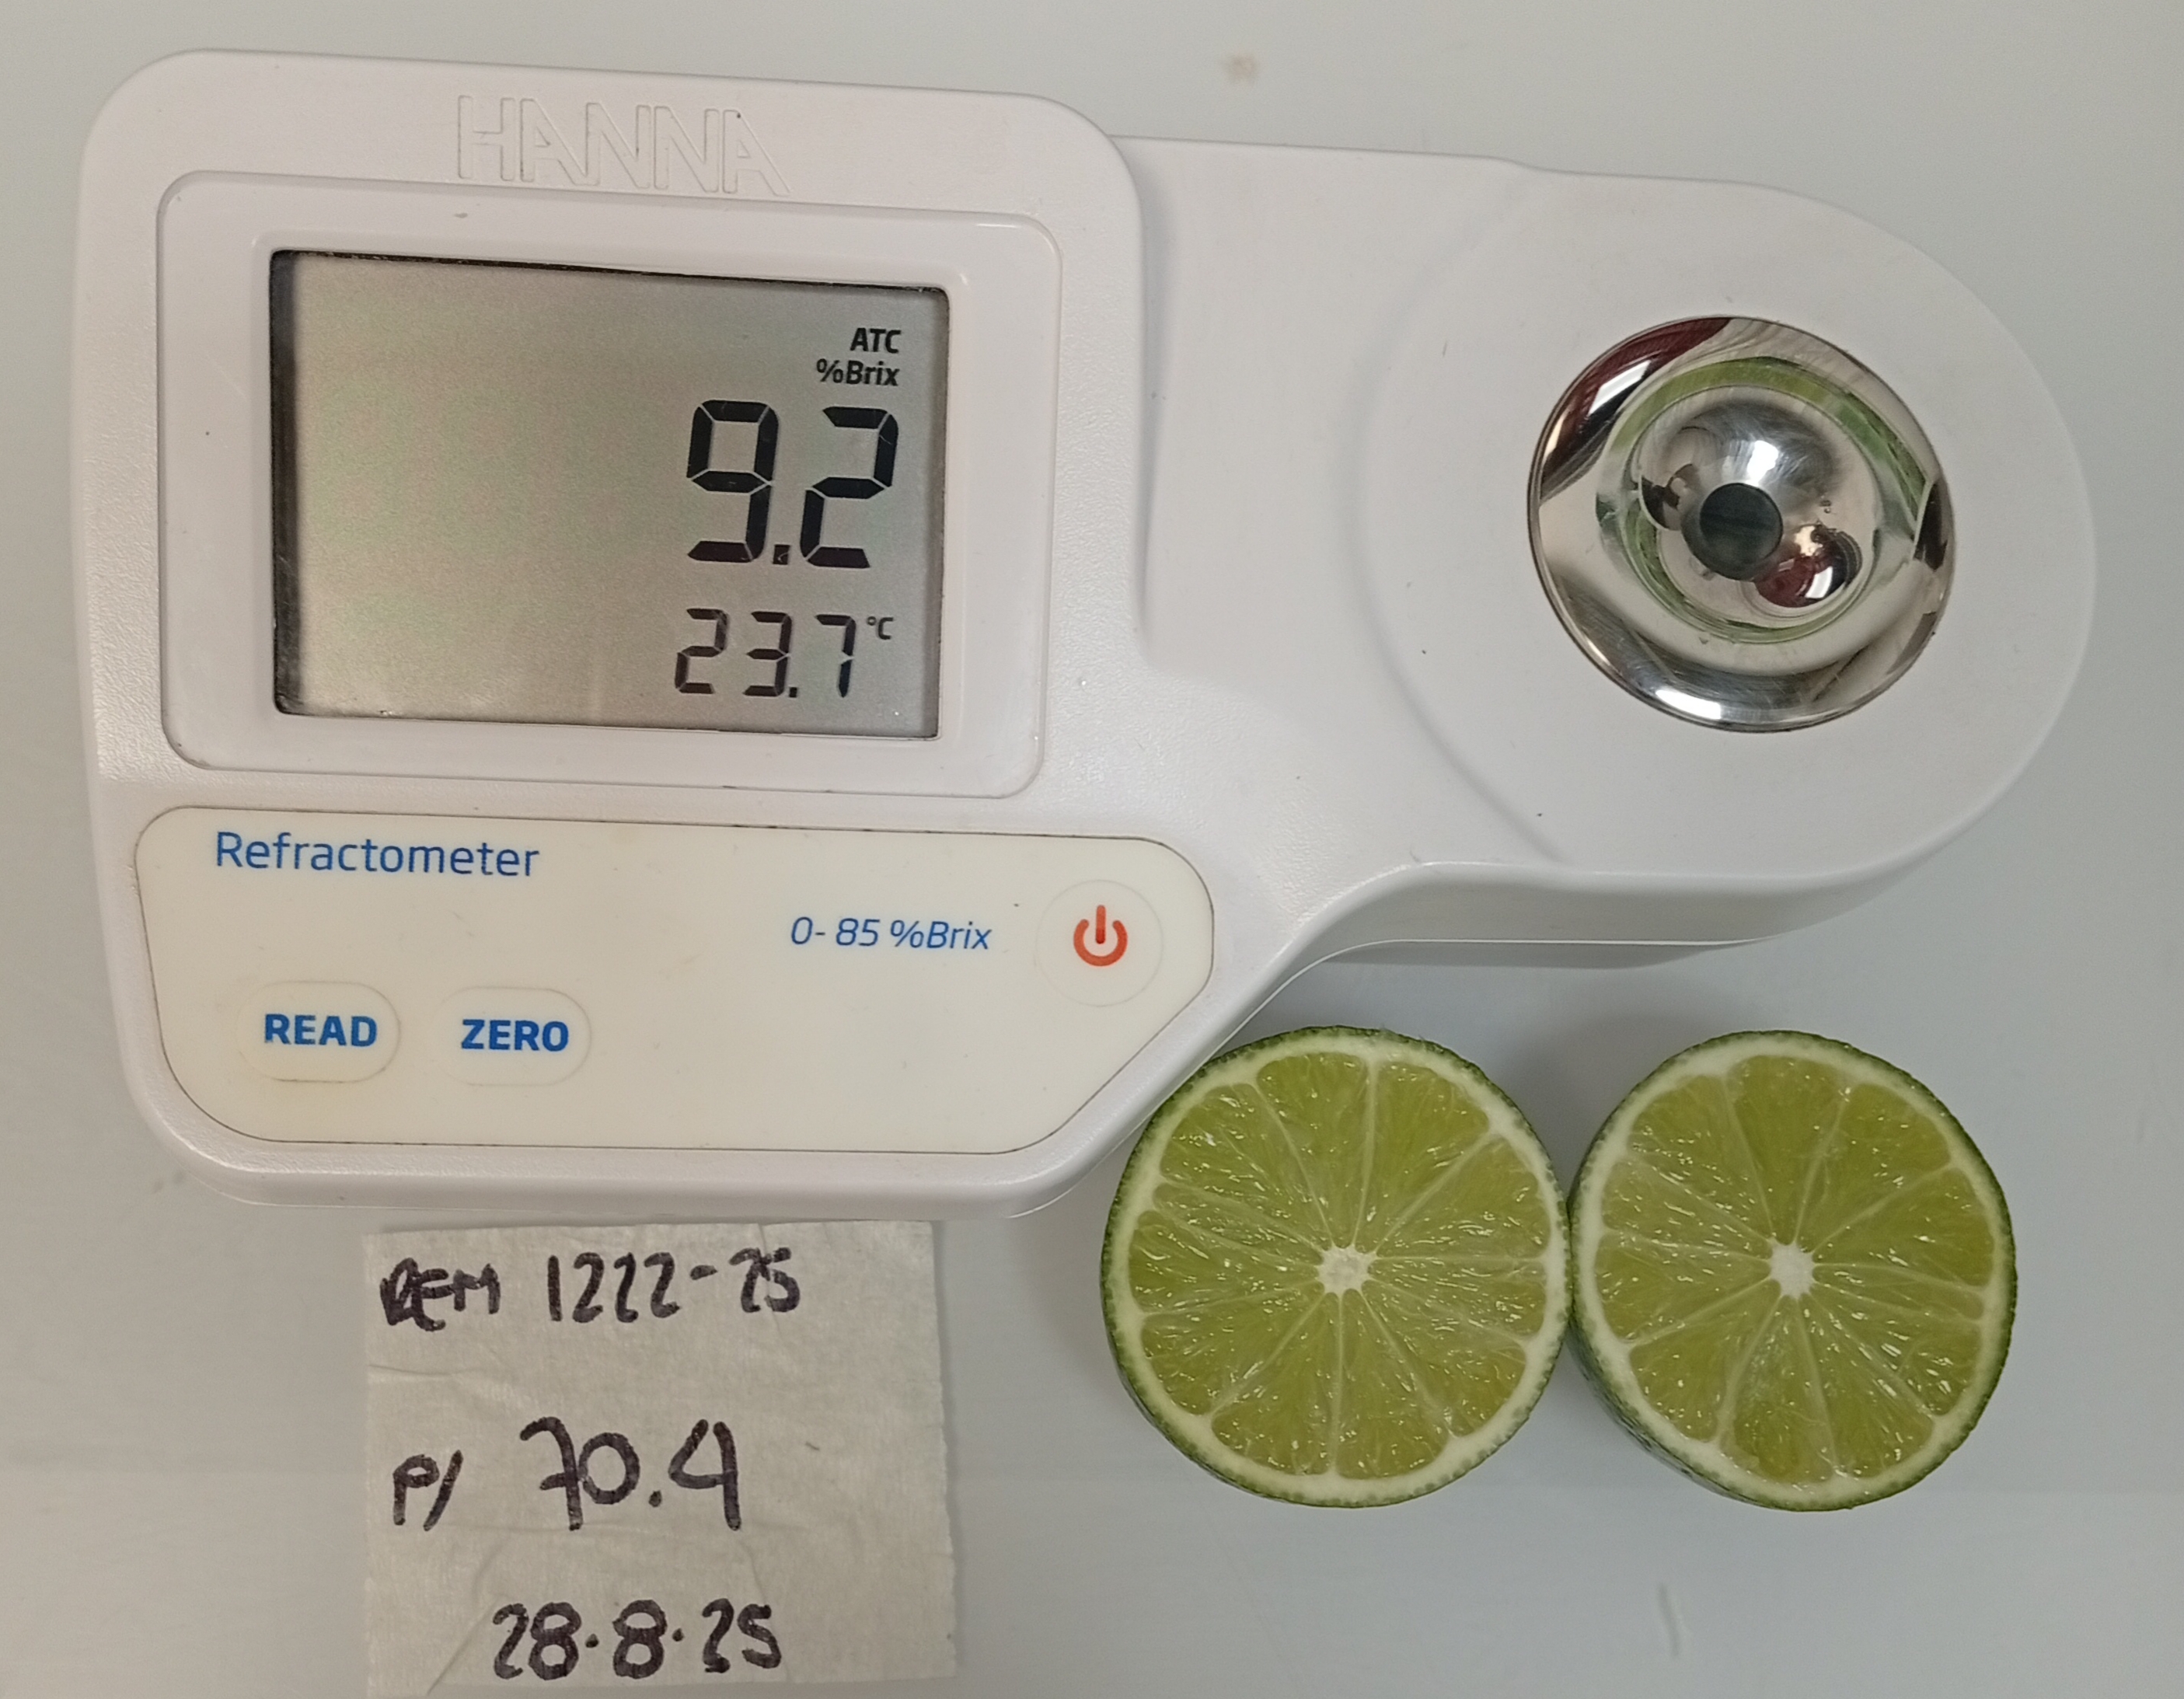 HANNA
ATC
%Brix
9.2
23.7 °C
Refractometer
0-85 %Brix
READ ZERO
REM 1222-25
P/ 70.4
28.8.25